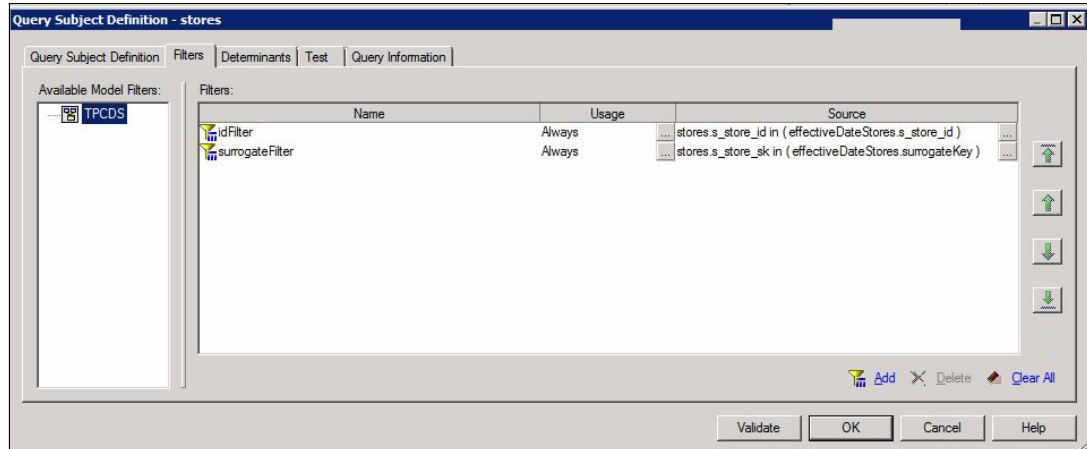 Query Subject Definition - stores
Query Subject Definition Filters Determinants Test Query Information
Available Model Filters: Filters:
TPCDS
Name Usage Source
idFilter Always ... stores.s_store_id in ( effectiveDateStores.s_store_id ) ...
surrogateFilter Always ... stores.s_store_sk in ( effectiveDateStores.surrogateKey ) ...
Add Delete Clear All
Validate OK Cancel Help